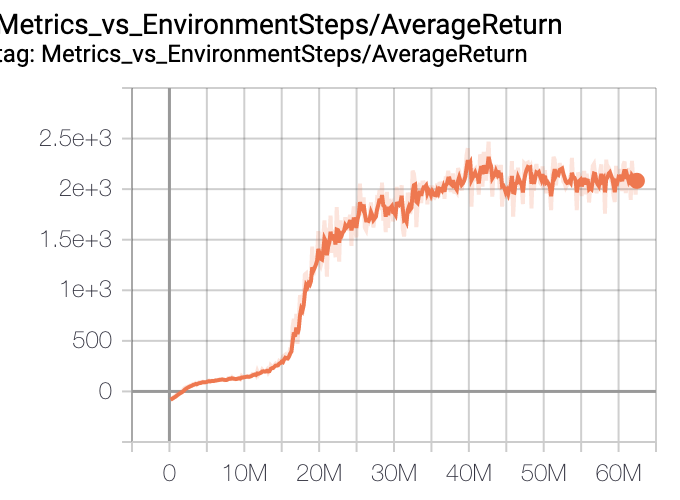 Metrics_vs_EnvironmentSteps/AverageReturn
tag: Metrics_vs_EnvironmentSteps/AverageReturn
2.5e+3
2e+3
1.5e+3
1e+3
500
0
0 10M 20M 30M 40M 50M 60M